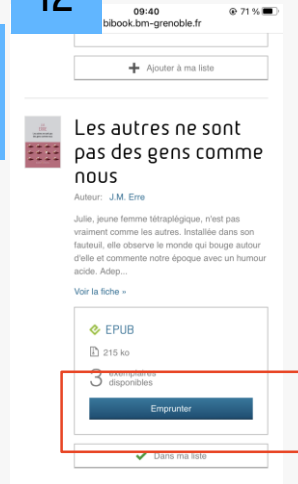 12
09:40
71 %
bibook.bm-grenoble.fr
Ajouter à ma liste
Les autres ne sont
pas des gens comme
nous
Auteur: J.M. Erre
Julie, jeune femme tétraplégique, n'est pas
vraiment comme les autres. Installée dans son
fauteuil, elle observe le monde qui bouge autour
d'elle et commente notre époque avec un humour
acide. Adep...
Voir la fiche »
EPUB
215 ko
3 exemplaires
disponibles
Emprunter
Dans ma liste